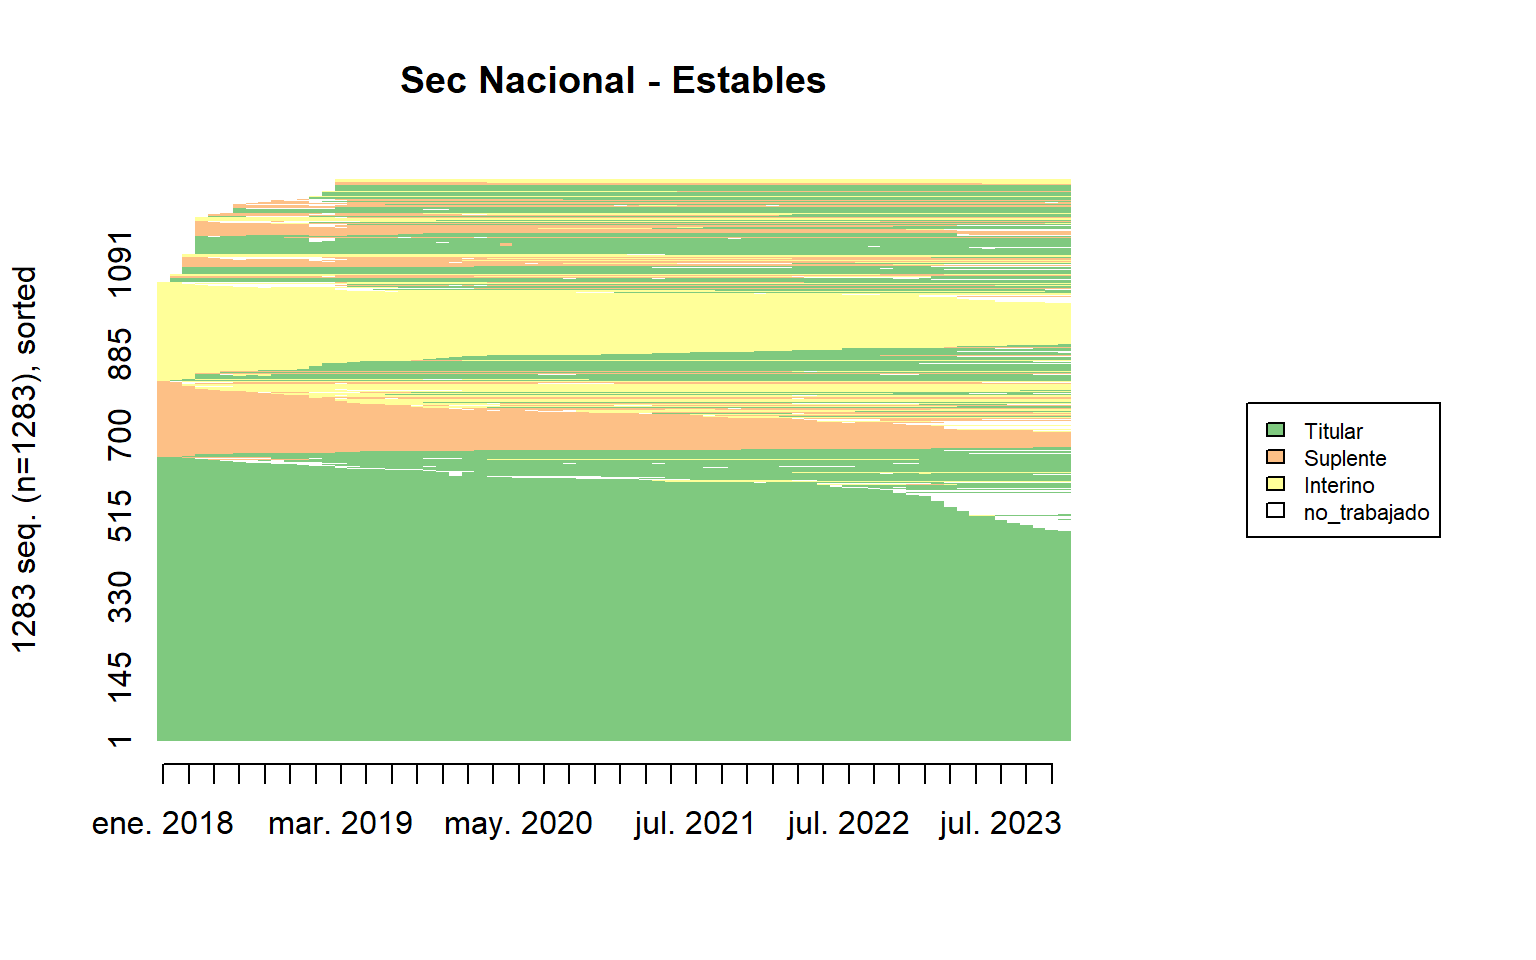 Sec Nacional - Estables
1283 seq. (n=1283), sorted
1091
885
700
515
330
145
1
ene. 2018
mar. 2019
may. 2020
jul. 2021
jul. 2022
jul. 2023
Titular
Suplente
Interino
no_trabajado